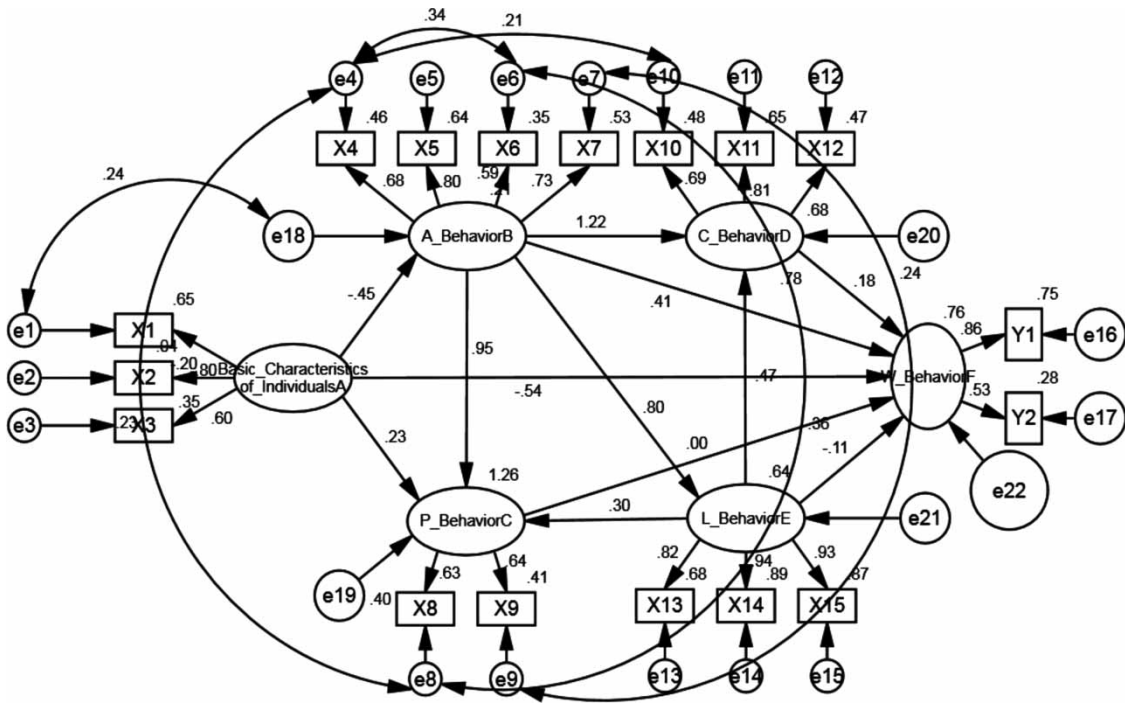 .34
.21
e4
e5
e6
e7
e10
e11
e12
.46
.64
.35
.53
.48
.65
.47
X4
X5
X6
X7
X10
X11
X12
.24
.68
.80
.59
.21
.73
.69
.81
.68
e18
A_BehaviorB
1.22
C_BehaviorD
e20
-.45
.41
.78
.18
.24
.65
.76
.75
e1
X1
.86
Y1
e16
.95
.04
e2
X2
-.20
.80
Basic_Characteristics
of_IndividualsA
-.54
.47
W_BehaviorF
.35
.53
.28
e3
.23
X3
.60
.80
Y2
e17
.23
.00
.36
-.11
1.26
.64
e22
P_BehaviorC
.30
L_BehaviorE
e21
.63
.64
.82
.94
.93
e19
.40
.41
.68
.89
.87
X8
X9
X13
X14
X15
e8
e9
e13
e14
e15